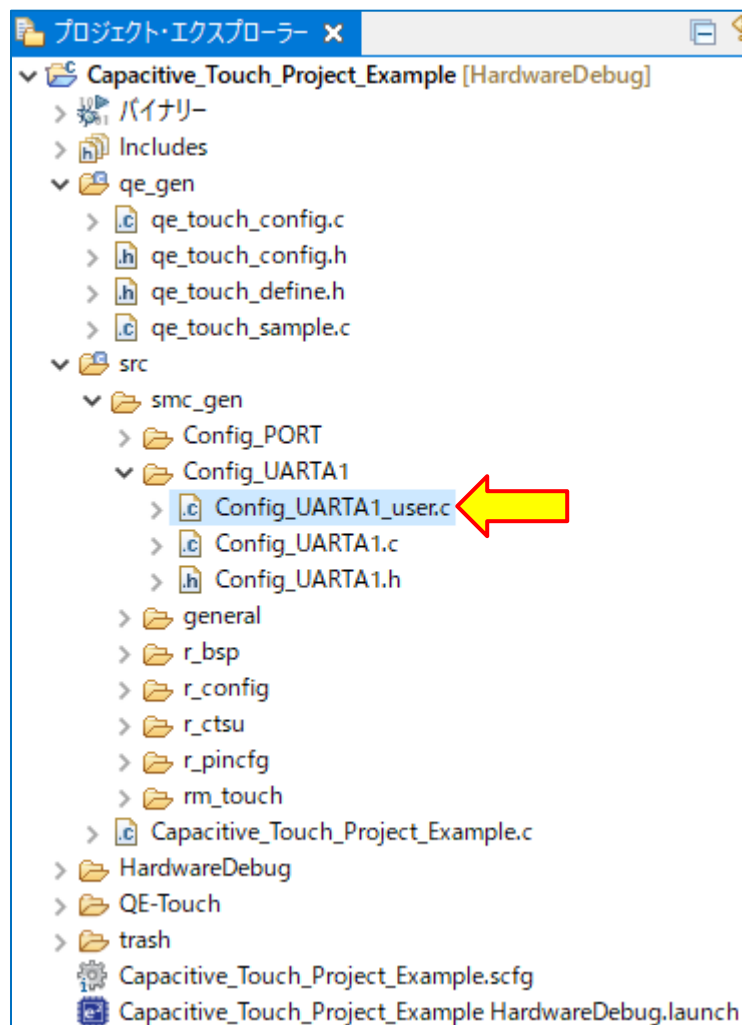 プロジェクト・エクスプローラー
Capacitive_Touch_Project_Example [HardwareDebug]
バイナリー
Includes
qe_gen
qe_touch_config.c
qe_touch_config.h
qe_touch_define.h
qe_touch_sample.c
src
smc_gen
Config_PORT
Config_UARTA1
Config_UARTA1_user.c
Config_UARTA1.c
Config_UARTA1.h
general
r_bsp
r_config
r_ctsu
r_pincfg
rm_touch
Capacitive_Touch_Project_Example.c
HardwareDebug
QE-Touch
trash
Capacitive_Touch_Project_Example.scfg
Capacitive_Touch_Project_Example HardwareDebug.launch